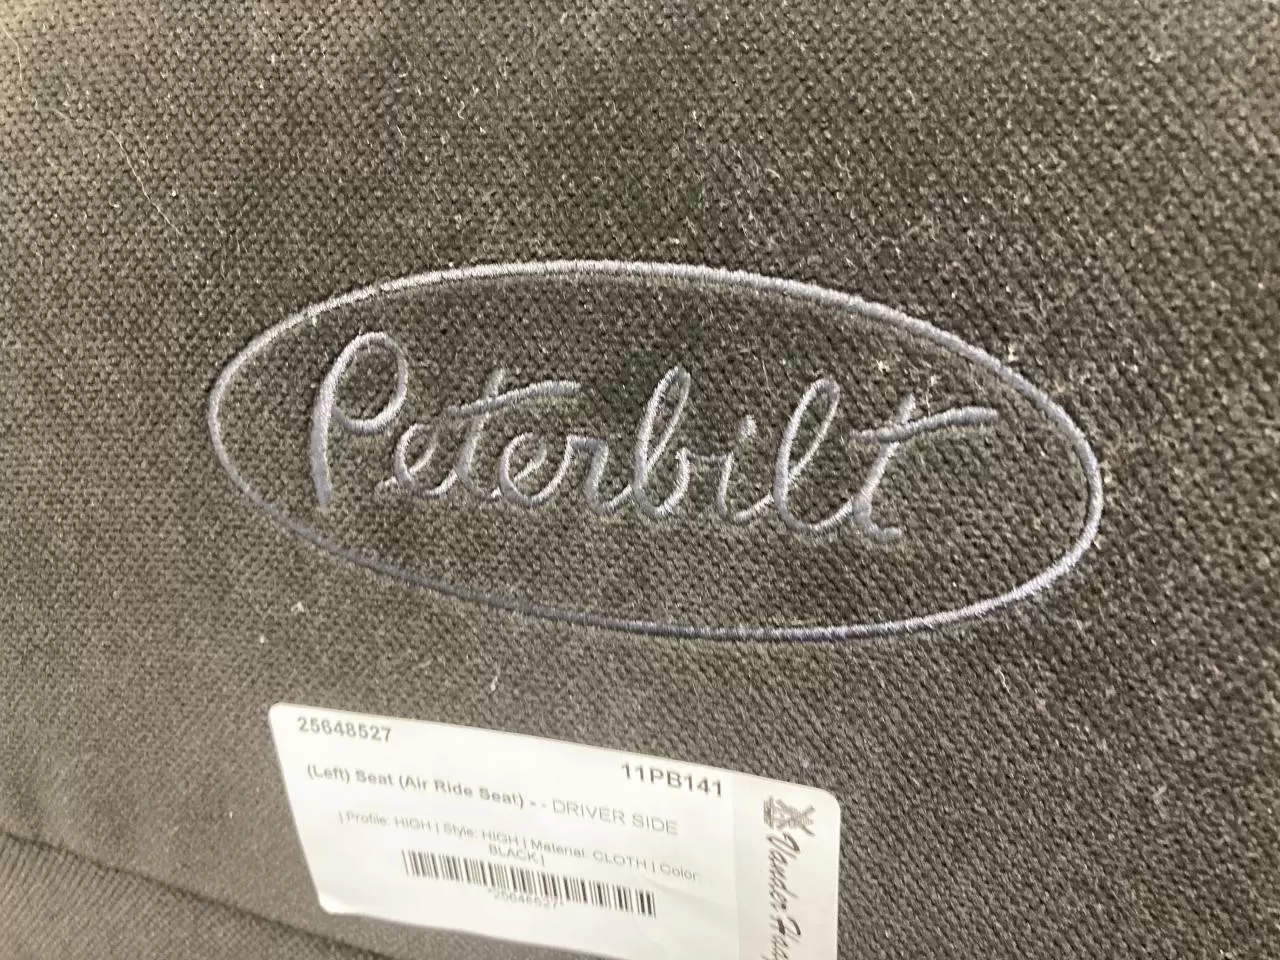 Peterbilt
25648527
11PB141
(Left) Seat (Air Ride Seat) - - DRIVER SIDE
| Profile: HIGH | Style: HIGH | Material: CLOTH | Color:
BLACK |
*25648527*